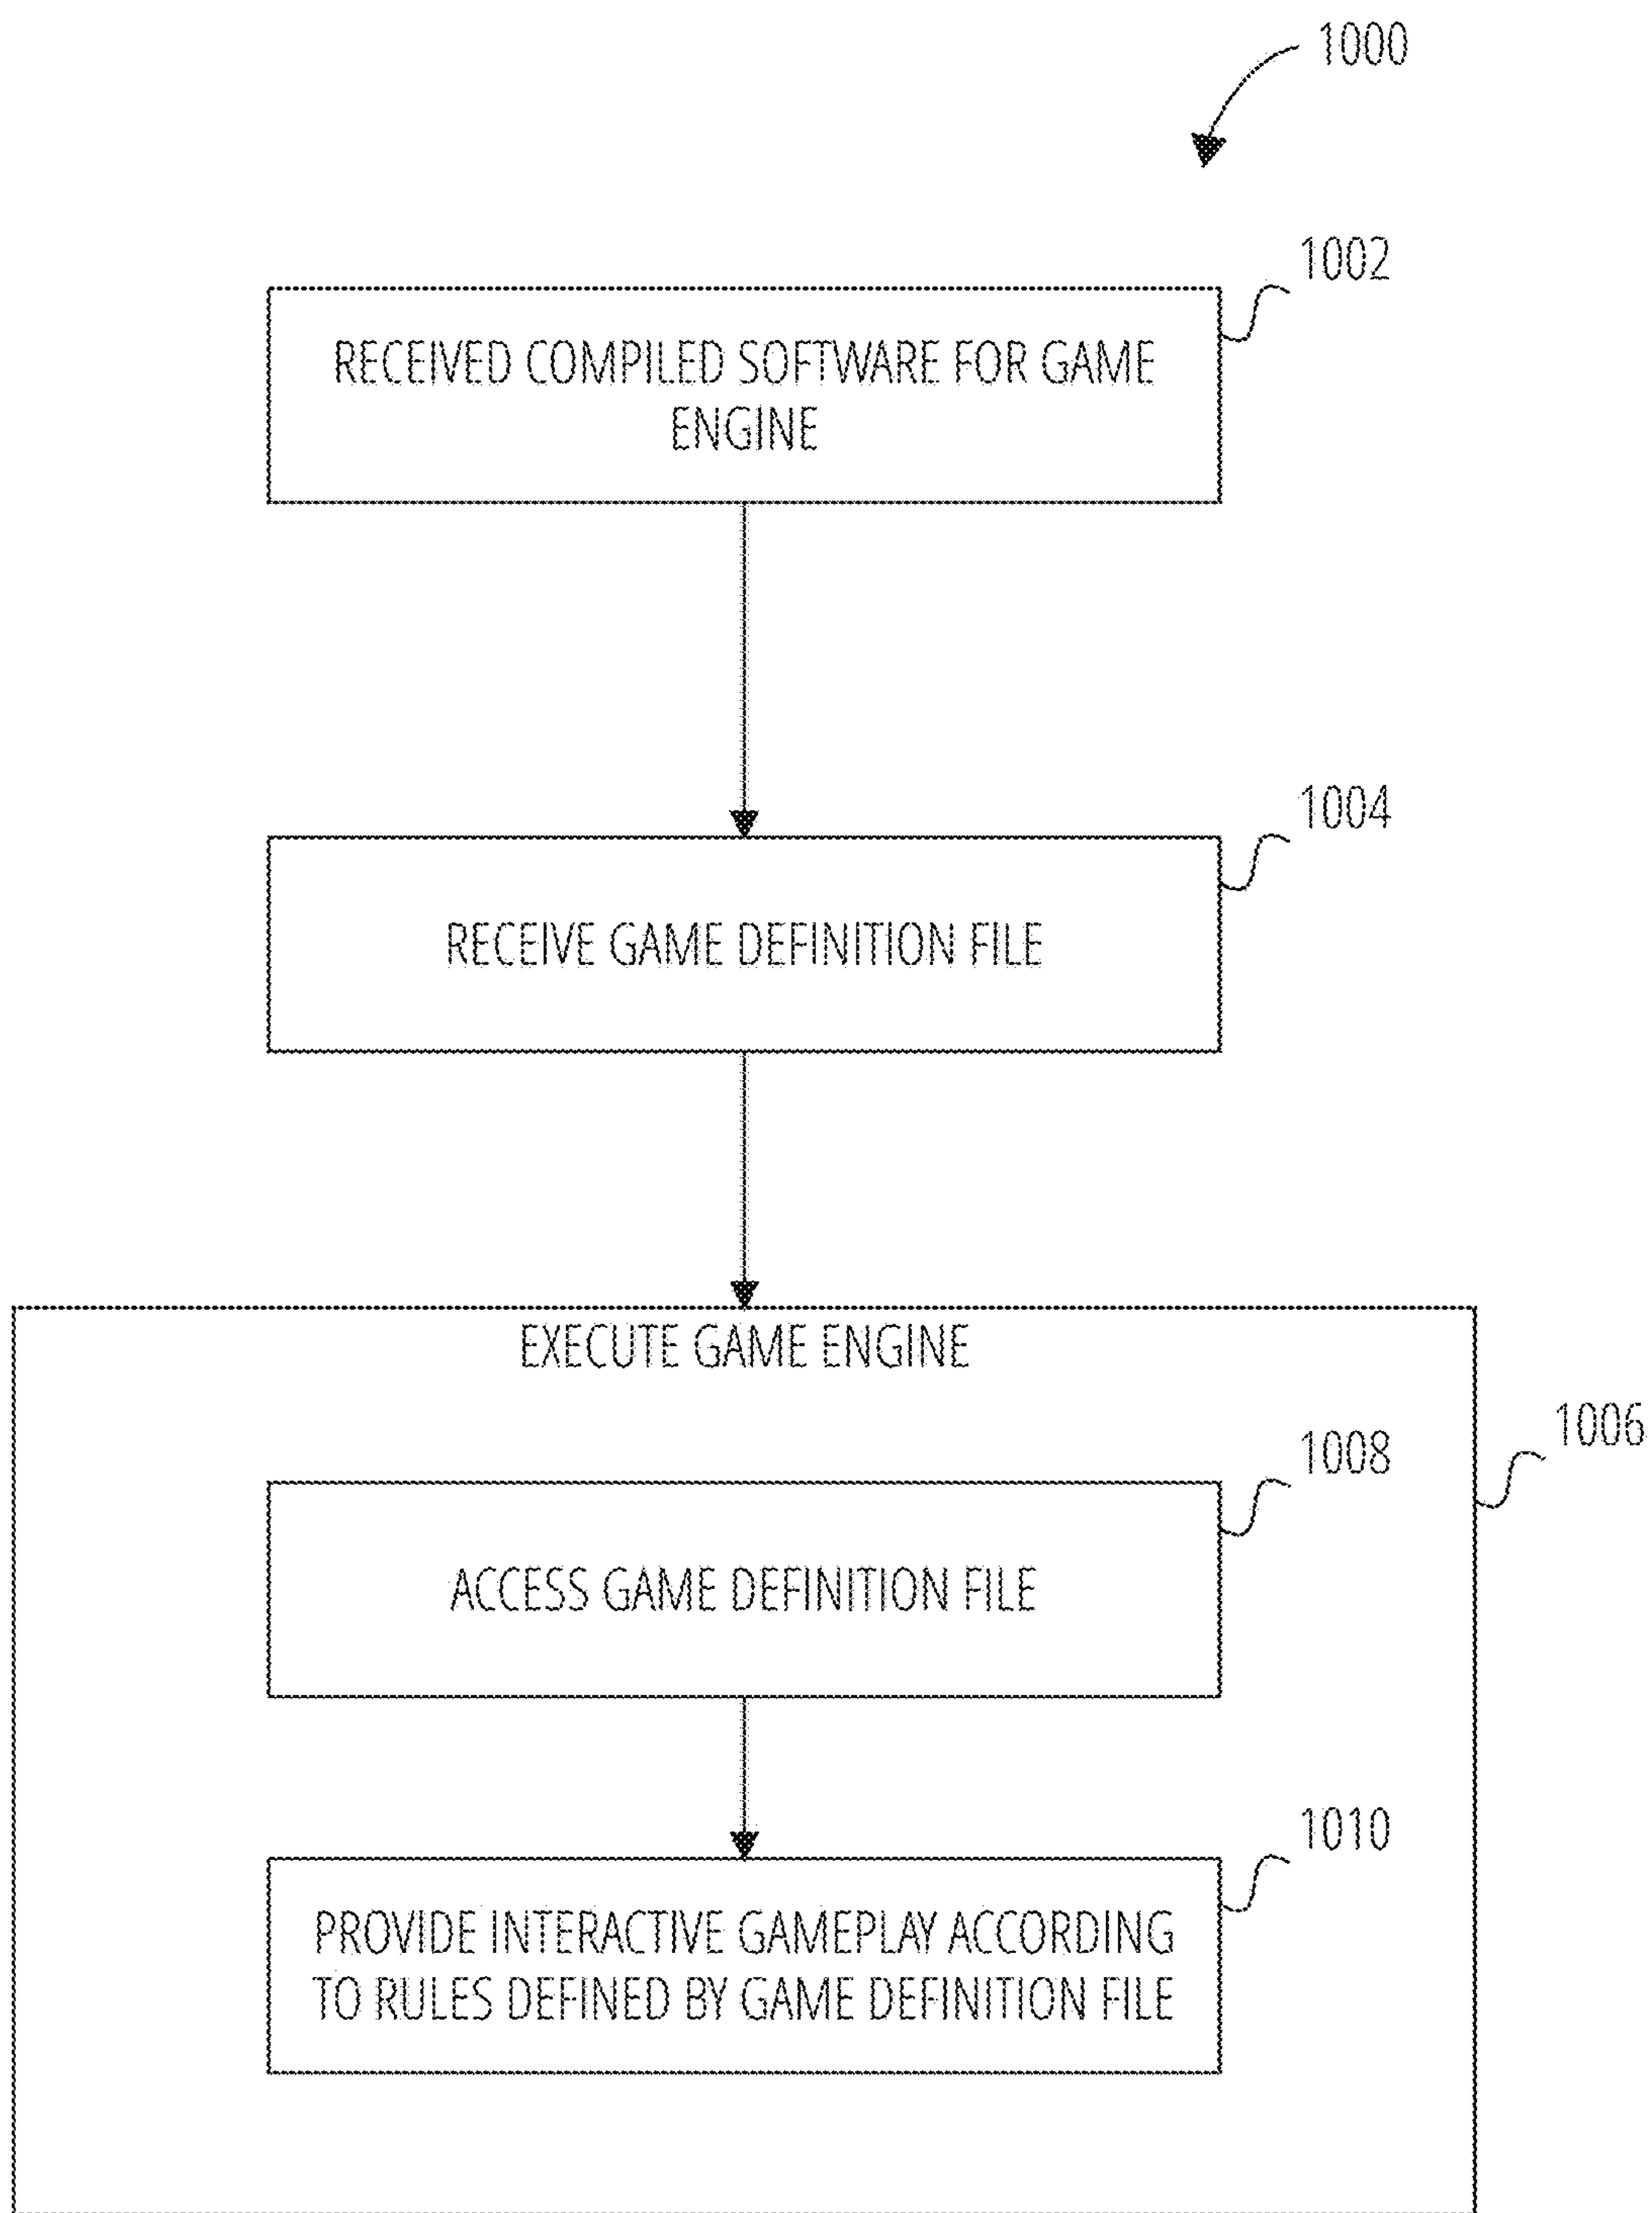 1000
1002
RECEIVED COMPILED SOFTWARE FOR GAME
ENGINE
1004
RECEIVE GAME DEFINITION FILE
EXECUTE GAME ENGINE
1006
1008
ACCESS GAME DEFINITION FILE
1010
PROVIDE INTERACTIVE GAMEPLAY ACCORDING
TO RULES DEFINED BY GAME DEFINITION FILE